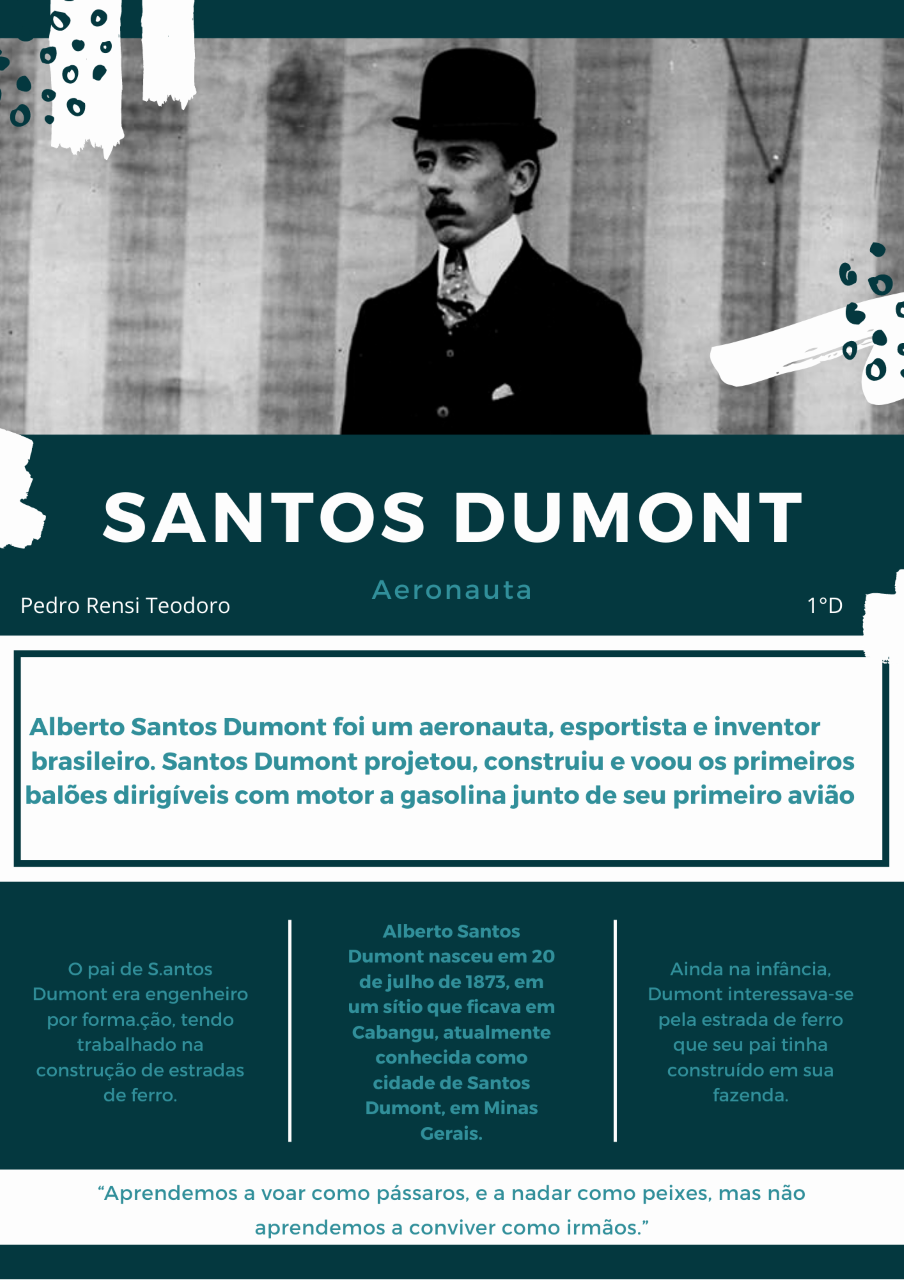 SANTOS DUMONT
Aeronauta
Pedro Rensi Teodoro
1°D
Alberto Santos Dumont foi um aeronauta, esportista e inventor
brasileiro. Santos Dumont projetou, construiu e voou os primeiros
balões dirigíveis com motor a gasolina junto de seu primeiro avião
O pai de S.antos
Dumont era engenheiro
por forma.ção, tendo
trabalhado na
construção de estradas
de ferro.
Alberto Santos
Dumont nasceu em 20
de julho de 1873, em
um sítio que ficava em
Cabangu, atualmente
conhecida como
cidade de Santos
Dumont, em Minas
Gerais.
Ainda na infância,
Dumont interessava-se
pela estrada de ferro
que seu pai tinha
construído em sua
fazenda.
“Aprendemos a voar como pássaros, e a nadar como peixes, mas não
aprendemos a conviver como irmãos.”